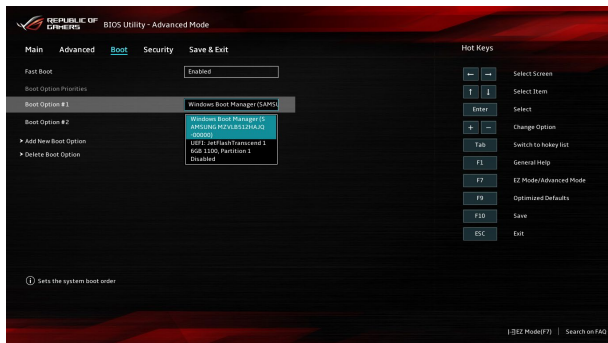 REPUBLIC OF
GAMERS
BIOS Utility - Advanced Mode
Main Advanced Boot Security Save & Exit
Hot Keys
Fast Boot Enabled
Boot Option Priorities
Boot Option #1 Windows Boot Manager (SAMSU
Boot Option #2
Windows Boot Manager (S
AMSUNG MZVLB512HAJQ
-00000)
UEFI: JetFlashTranscend 1
6GB 1100, Partition 1
Disabled
> Add New Boot Option
> Delete Boot Option
← → Select Screen
↑ ↓ Select Item
Enter Select
+ − Change Option
Tab Switch to hokey list
F1 General Help
F7 EZ Mode/Advanced Mode
F9 Optimized Defaults
F10 Save
ESC Exit
i Sets the system boot order
EZ Mode(F7) | Search on FAQ